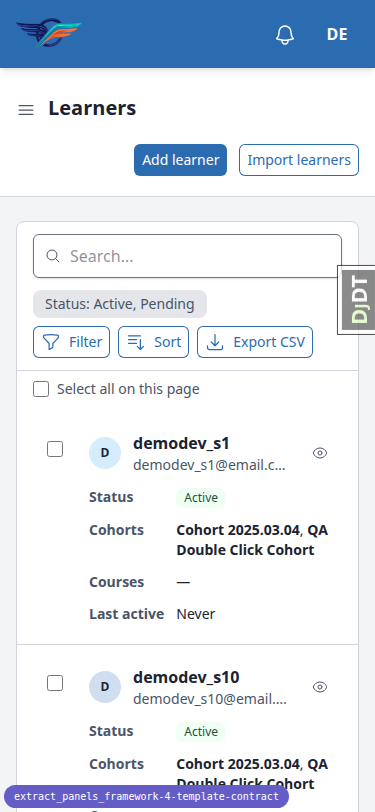 DE
Learners
Add learner
Import learners
Search...
DJDT
Status: Active, Pending
Filter
Sort
Export CSV
Select all on this page
D
demodev_s1
demodev_s1@email.c...
Status
Active
Cohorts
Cohort 2025.03.04, QA
Double Click Cohort
Courses
—
Last active
Never
D
demodev_s10
demodev_s10@email....
Status
Active
Cohorts
Cohort 2025.03.04, QA
Double Click Cohort
extract_panels_framework-4-template-contract